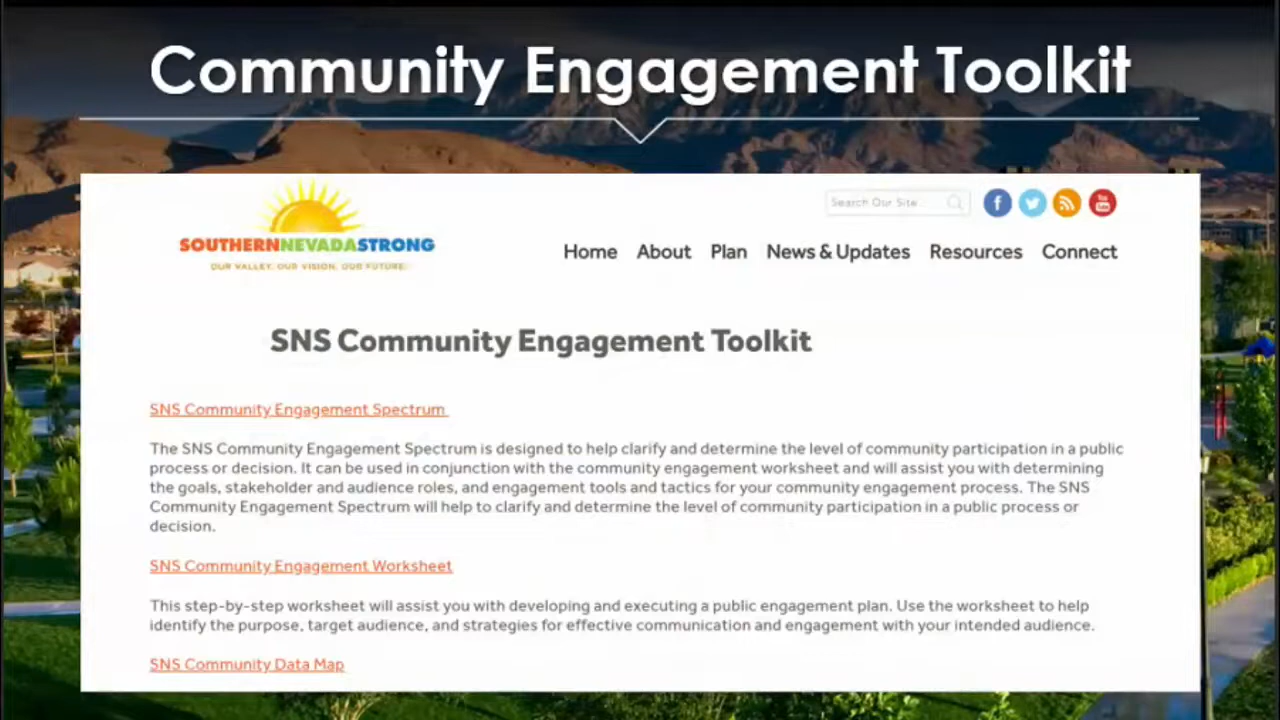 Community Engagement Toolkit
SOUTHERNNEVADASTRONG
OUR VALLEY. OUR VISION. OUR FUTURE.
Search Our Site...
You
Tube
Home About Plan News & Updates Resources Connect
SNS Community Engagement Toolkit
SNS Community Engagement Spectrum
The SNS Community Engagement Spectrum is designed to help clarify and determine the level of community participation in a public
process or decision. It can be used in conjunction with the community engagement worksheet and will assist you with determining
the goals, stakeholder and audience roles, and engagement tools and tactics for your community engagement process. The SNS
Community Engagement Spectrum will help to clarify and determine the level of community participation in a public process or
decision.
SNS Community Engagement Worksheet
This step-by-step worksheet will assist you with developing and executing a public engagement plan. Use the worksheet to help
identify the purpose, target audience, and strategies for effective communication and engagement with your intended audience.
SNS Community Data Map